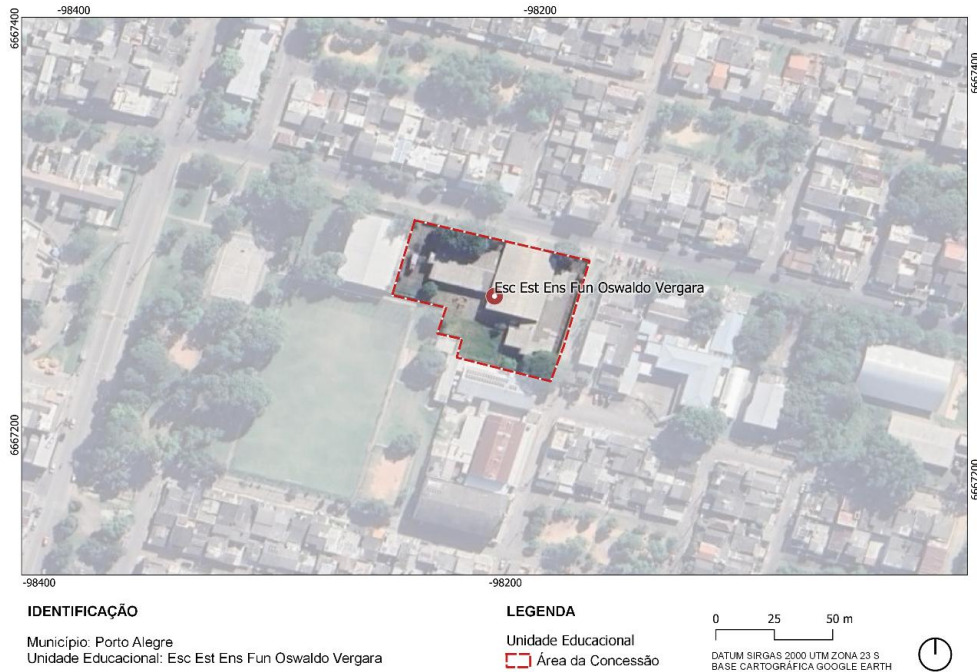 -98400
-98200
6667400
6667400
Esc Est Ens Fun Oswaldo Vergara
6667200
6667200
-98400
-98200
IDENTIFICAÇÃO
Município: Porto Alegre
Unidade Educacional: Esc Est Ens Fun Oswaldo Vergara
LEGENDA
Unidade Educacional
Área da Concessão
0 25 50 m
DATUM SIRGAS 2000 UTM ZONA 23 S
BASE CARTOGRÁFICA GOOGLE EARTH